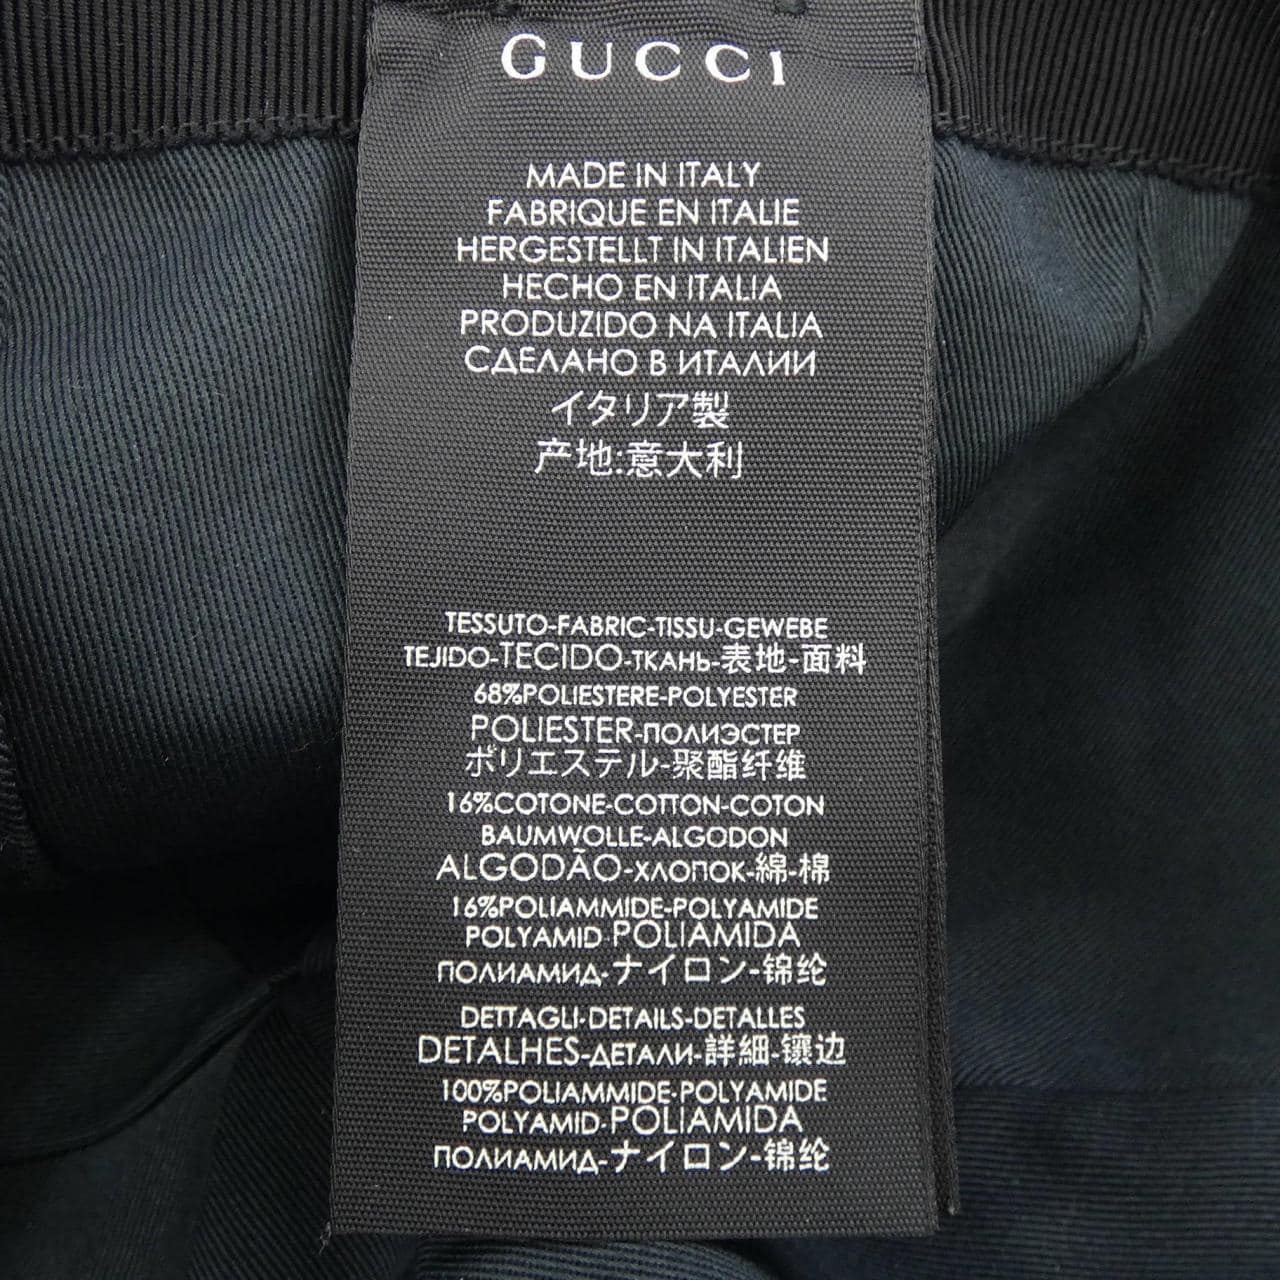 GUCCI
MADE IN ITALY
FABRIQUE EN ITALIE
HERGESTELLT IN ITALIEN
HECHO EN ITALIA
PRODUZIDO NA ITALIA
СДЕЛАНО В ИТАЛИИ
イタリア製
产地:意大利
TESSUTO-FABRIC-TISSU-GEWEBE
TEJIDO-TECIDO-ТКАНЬ-表地-面料
68%POLIESTERE-POLYESTER
POLIESTER-ПОЛИЭСТЕР
ポリエステル-聚酯纤维
16%COTONE-COTTON-COTON
BAUMWOLLE-ALGODON
ALGODÃO-ХЛОПОК-綿-棉
16%POLIAMMIDE-POLYAMIDE
POLYAMID-POLIAMIDA
ПОЛИАМИД-ナイロン-锦纶
DETTAGLI-DETAILS-DETALLES
DETALHES-ДЕТАЛИ-詳細-镶边
100%POLIAMMIDE-POLYAMIDE
POLYAMID-POLIAMIDA
ПОЛИАМИД-ナイロン-锦纶